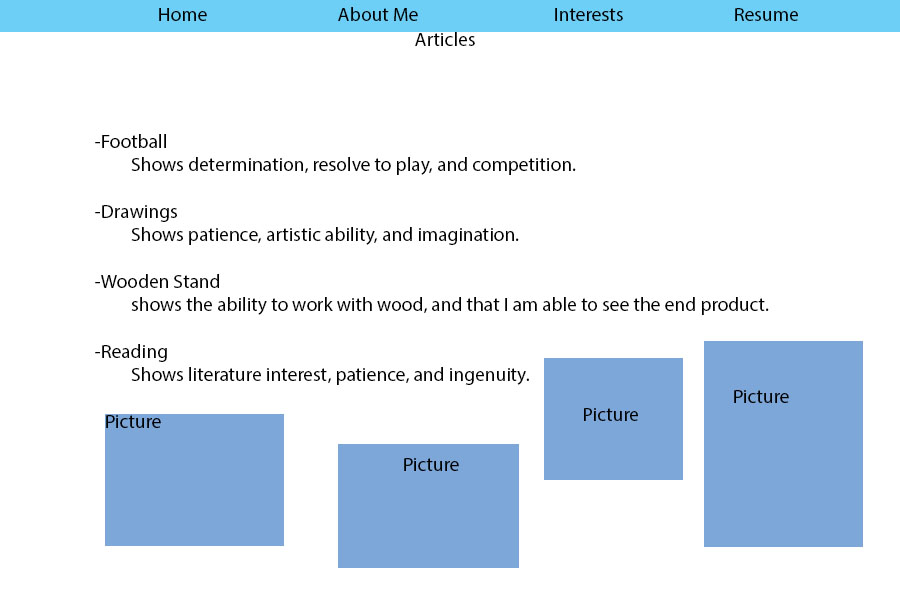 Home About Me Interests Resume
Articles
-Football
Shows determination, resolve to play, and competition.
-Drawings
Shows patience, artistic ability, and imagination.
-Wooden Stand
shows the ability to work with wood, and that I am able to see the end product.
-Reading
Shows literature interest, patience, and ingenuity.
Picture
Picture
Picture
Picture